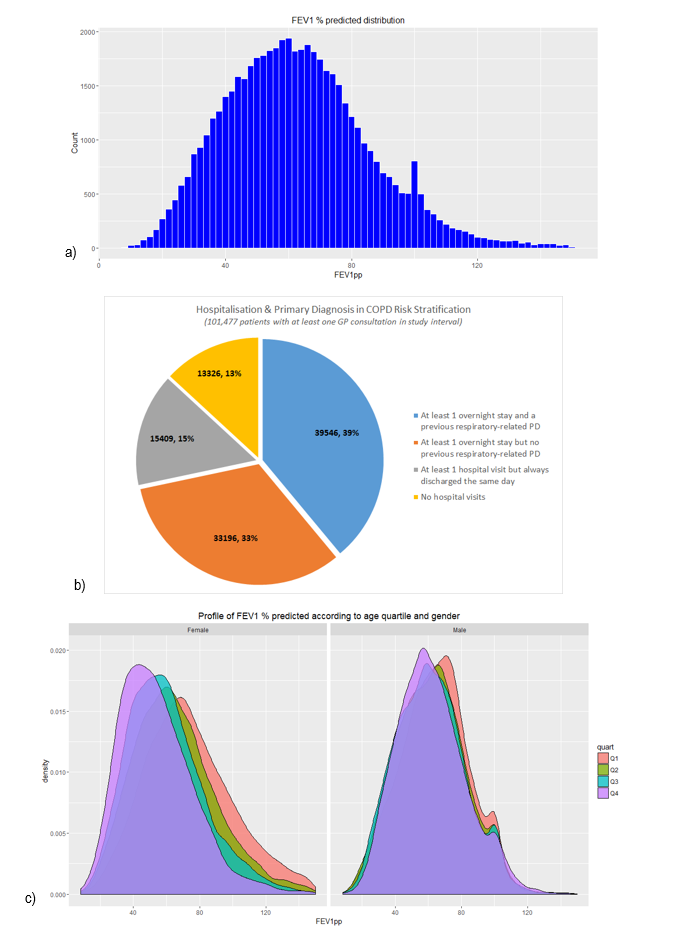 FEV1 % predicted distribution
2000
1500
1000
500
0
Count
0 40 80 120
FEV1pp
a)
Hospitalisation & Primary Diagnosis in COPD Risk Stratification
(101,477 patients with at least one GP consultation in study interval)
13326, 13%
39546, 39%
15409, 15%
33196, 33%
At least 1 overnight stay and a
previous respiratory-related PD
At least 1 overnight stay but no
previous respiratory-related PD
At least 1 hospital visit but always
discharged the same day
No hospital visits
b)
Profile of FEV1 % predicted according to age quartile and gender
Female Male
0.020
0.015
0.010
0.005
0.000
density
40 80 120 40 80 120
FEV1pp
quart
Q1
Q2
Q3
Q4
c)